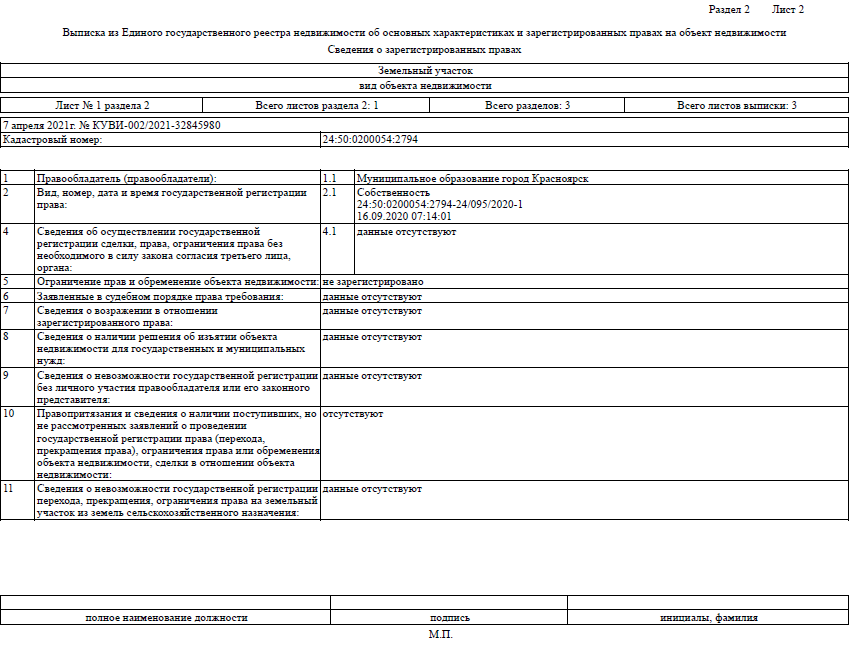 Раздел 2 Лист 2
Выписка из Единого государственного реестра недвижимости об основных характеристиках и зарегистрированных правах на объект недвижимости
Сведения о зарегистрированных правах
Земельный участок
вид объекта недвижимости
Лист № 1 раздела 2 Всего листов раздела 2: 1 Всего разделов: 3 Всего листов выписки: 3
7 апреля 2021г. № КУВИ-002/2021-32845980
Кадастровый номер: 24:50:0200054:2794
1 Правообладатель (правообладатели): 1.1 Муниципальное образование город Красноярск
2 Вид, номер, дата и время государственной регистрации 2.1 Собственность
права: 24:50:0200054:2794-24/095/2020-1
16.09.2020 07:14:01
4 Сведения об осуществлении государственной 4.1 данные отсутствуют
регистрации сделки, права, ограничения права без
необходимого в силу закона согласия третьего лица,
органа:
5 Ограничение прав и обременение объекта недвижимости: не зарегистрировано
6 Заявленные в судебном порядке права требования: данные отсутствуют
7 Сведения о возражении в отношении данные отсутствуют
зарегистрированного права:
8 Сведения о наличии решения об изъятии объекта данные отсутствуют
недвижимости для государственных и муниципальных
нужд:
9 Сведения о невозможности государственной регистрации данные отсутствуют
без личного участия правообладателя или его законного
представителя:
10 Правопритязания и сведения о наличии поступивших, но отсутствуют
не рассмотренных заявлений о проведении
государственной регистрации права (перехода,
прекращения права), ограничения права или обременения
объекта недвижимости, сделки в отношении объекта
недвижимости:
11 Сведения о невозможности государственной регистрации данные отсутствуют
перехода, прекращения, ограничения права на земельный
участок из земель сельскохозяйственного назначения:
полное наименование должности подпись инициалы, фамилия
М.П.